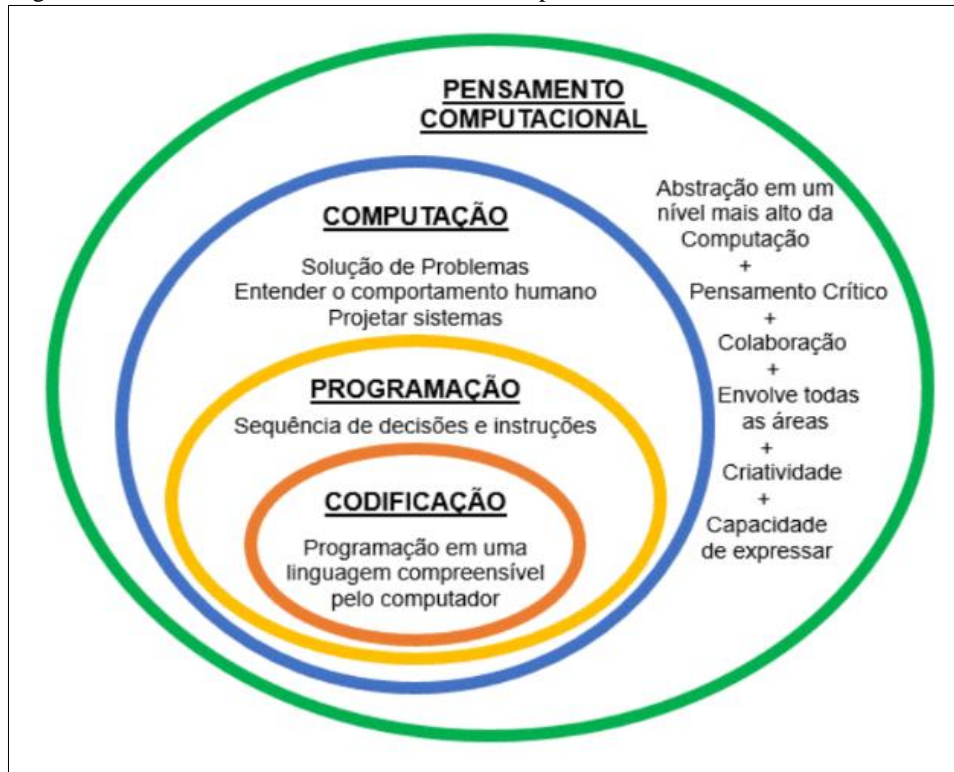 PENSAMENTO
COMPUTACIONAL
COMPUTAÇÃO
Solução de Problemas
Entender o comportamento humano
Projetar sistemas
PROGRAMAÇÃO
Sequência de decisões e instruções
CODIFICAÇÃO
Programação em uma
linguagem compreensível
pelo computador
Abstração em um
nível mais alto da
Computação
+
Pensamento Crítico
+
Colaboração
+
Envolve todas
as áreas
+
Criatividade
+
Capacidade
de expressar